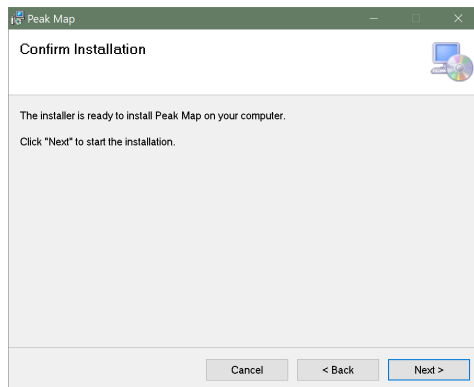 Peak Map
Confirm Installation
The installer is ready to install Peak Map on your computer.
Click "Next" to start the installation.
Cancel
< Back
Next >